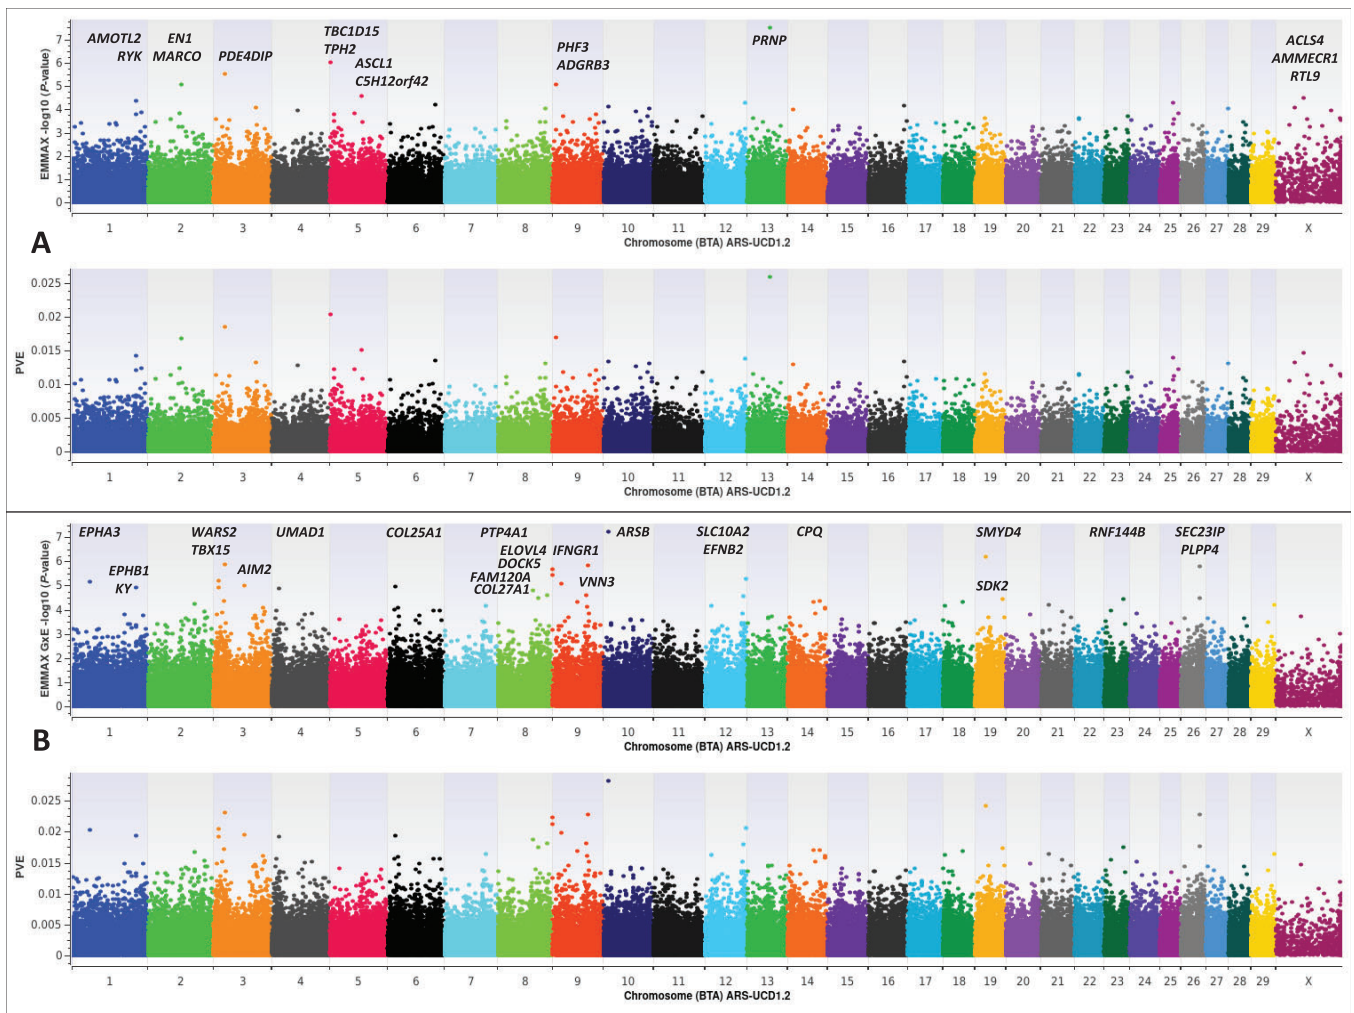 AMOTL2
RYK
EN1
MARCO
PDE4DIP
TBC1D15
TPH2
ASCL1
C5H12orf42
PHF3
ADGRB3
PRNP
ACLS4
AMMECR1
RTL9
EMMAX -log10 (P-value)
7
6
5
4
3
2
1
0
1 2 3 4 5 6 7 8 9 10 11 12 13 14 15 16 17 18 19 20 21 22 23 24 25 26 27 28 29 X
Chromosome (BTA) ARS-UCD1.2
A
PVE
0.025
0.02
0.015
0.01
0.005
0
1 2 3 4 5 6 7 8 9 10 11 12 13 14 15 16 17 18 19 20 21 22 23 24 25 26 27 28 29 X
Chromosome (BTA) ARS-UCD1.2
EPHA3
EPHB1
KY
WARS2
TBX15
AIM2
UMAD1
COL25A1
PTP4A1
ELOVL4
DOCK5
FAM120A
COL27A1
IFNGR1
VNN3
ARSB
SLC10A2
EFNB2
CPQ
SMYD4
SDK2
RNF144B
SEC23IP
PLPP4
EMMAX GxE -log10 (P-value)
7
6
5
4
3
2
1
0
1 2 3 4 5 6 7 8 9 10 11 12 13 14 15 16 17 18 19 20 21 22 23 24 25 26 27 28 29 X
Chromosome (BTA) ARS-UCD1.2
B
PVE
0.025
0.02
0.015
0.01
0.005
0
1 2 3 4 5 6 7 8 9 10 11 12 13 14 15 16 17 18 19 20 21 22 23 24 25 26 27 28 29 X
Chromosome (BTA) ARS-UCD1.2